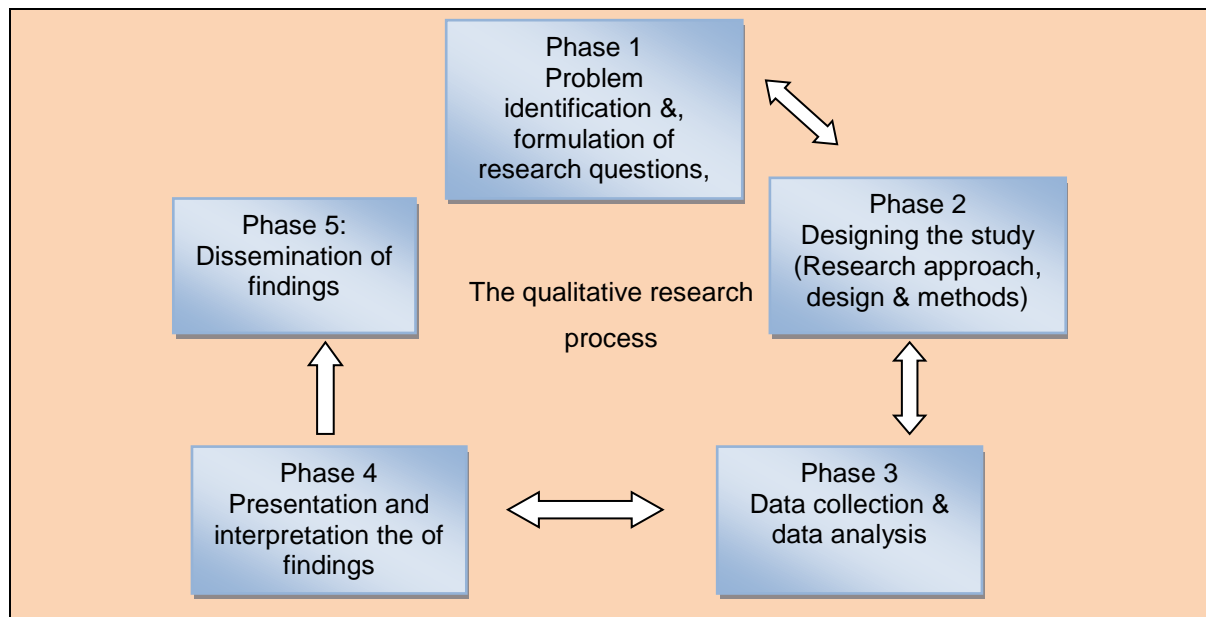 Phase 1
Problem
identification &,
formulation of
research questions,
Phase 2
Designing the study
(Research approach,
design & methods)
Phase 5:
Dissemination of
findings
The qualitative research
process
Phase 4
Presentation and
interpretation the of
findings
Phase 3
Data collection &
data analysis